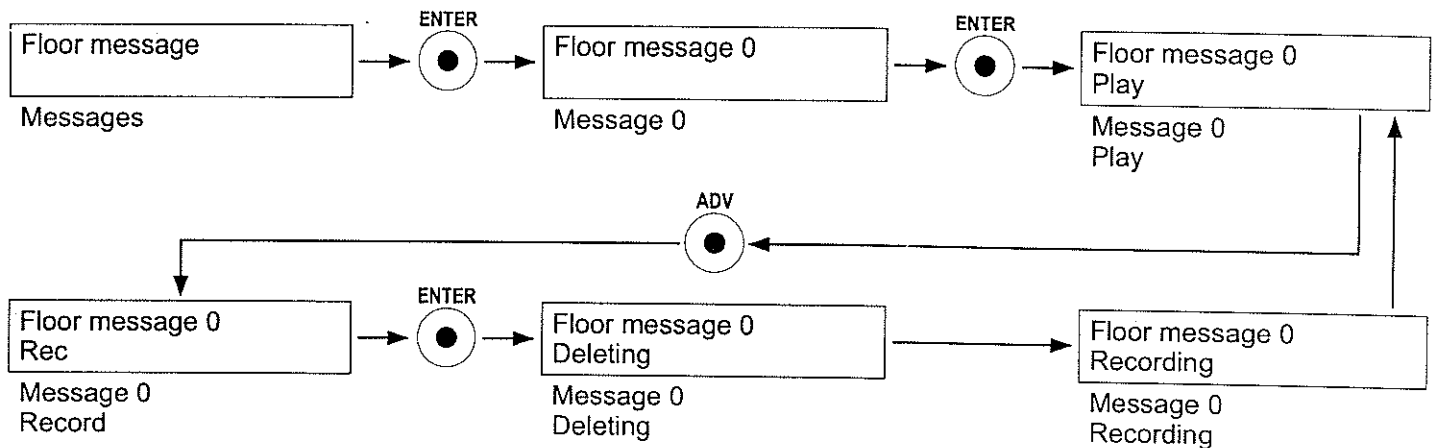 ENTER
ENTER
Floor message
Floor message 0
Floor message 0
Play
Messages
Message 0
Message 0
Play
ADV
ENTER
Floor message 0
Rec
Floor message 0
Deleting
Floor message 0
Recording
Message 0
Record
Message 0
Deleting
Message 0
Recording